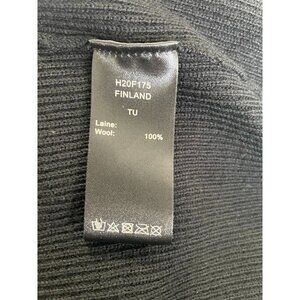 H20F175
FINLAND
TU
Laine:
Wool: 100%